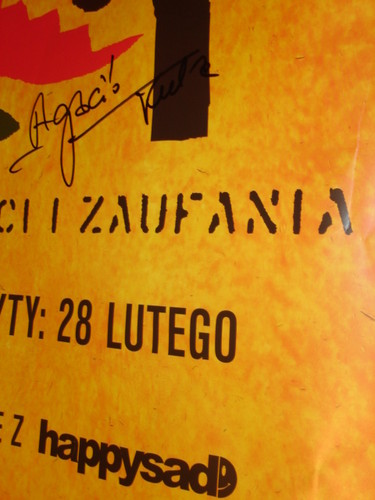 Agaci!
CI I ZAUFANIA
YTY: 28 LUTEGO
E Z happysad